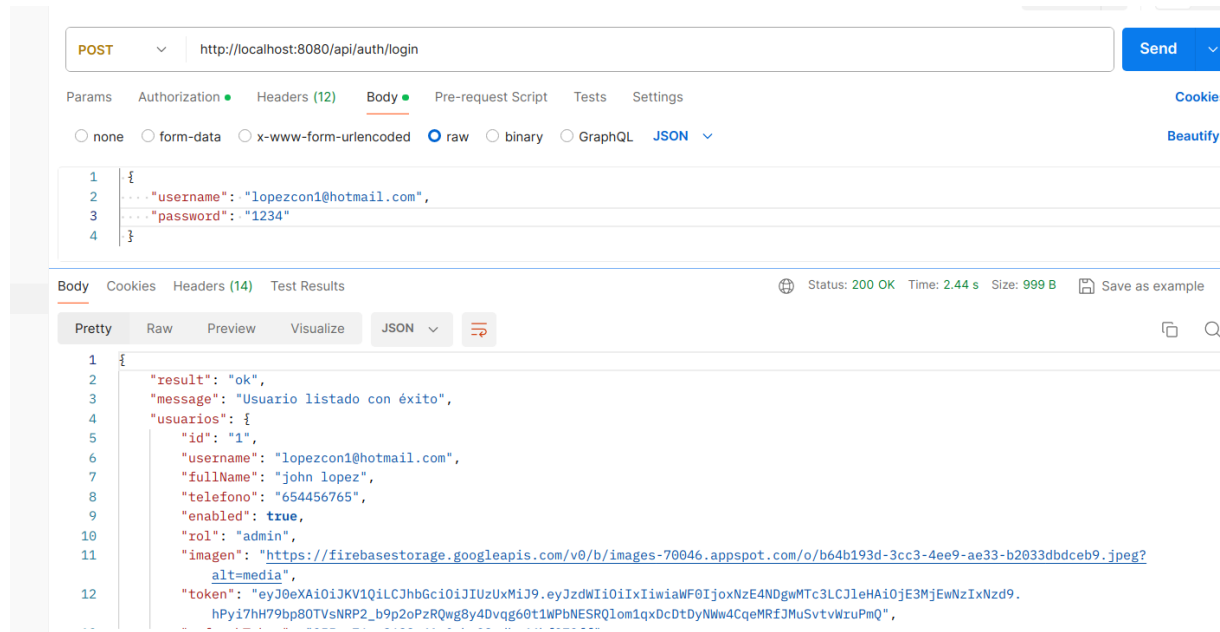 POST http://localhost:8080/api/auth/login Send
Params Authorization Headers (12) Body Pre-request Script Tests Settings Cookie
none form-data x-www-form-urlencoded raw binary GraphQL JSON Beautify
1 {
2 "username": "lopezcon1@hotmail.com",
3 "password": "1234"
4 }
Body Cookies Headers (14) Test Results Status: 200 OK Time: 2.44 s Size: 999 B Save as example
Pretty Raw Preview Visualize JSON
1 {
2 "result": "ok",
3 "message": "Usuario listado con éxito",
4 "usuarios": {
5 "id": "1",
6 "username": "lopezcon1@hotmail.com",
7 "fullName": "john lopez",
8 "telefono": "654456765",
9 "enabled": true,
10 "rol": "admin",
11 "imagen": "https://firebasestorage.googleapis.com/v0/b/images-70046.appspot.com/o/b64b193d-3cc3-4ee9-ae33-b2033dbdceb9.jpeg?
alt=media",
12 "token": "eyJ0eXAiOiJKV1QiLCJhbGciOiJIUzUxMiJ9.eyJzdWIiOiIxIiwiaWF0IjoxNzE4NDgwMTc3LCJleHAiOjE3MjEwNzIxNzd9.
hPyi7hH79bp8OTVsNRP2_b9p2oPzRQwg8y4Dvqg60t1WPbNESRQlom1qxDcDtDyNWw4CqeMRfJMuSvtvWruPmQ",